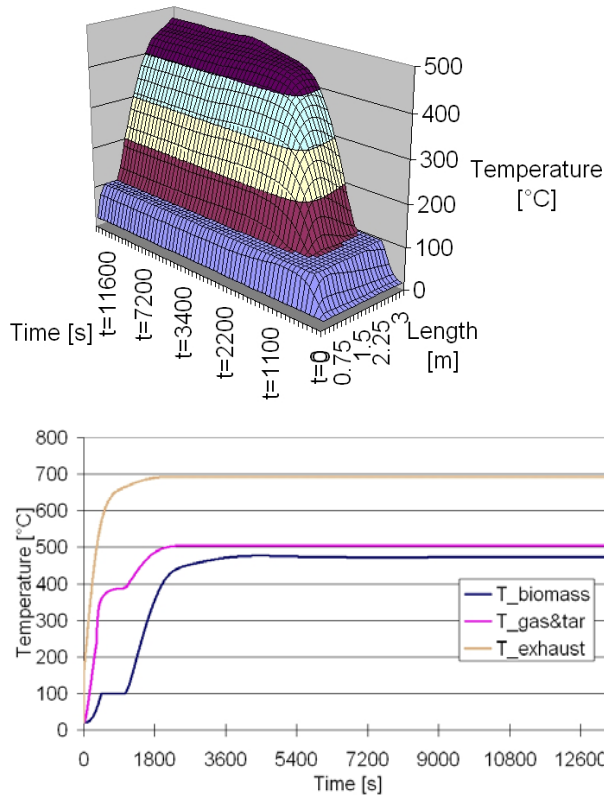 500
400
300
200
100
0
Temperature
[°C]
Time [s]
t=11600
t=7200
t=3400
t=2200
t=1100
t=0
0
0.75
1.5
2.25
3
Length
[m]
800
700
600
500
400
300
200
100
0
Temperature [°C]
T_biomass
T_gas&tar
T_exhaust
0
1800
3600
5400
7200
9000
10800
12600
Time [s]